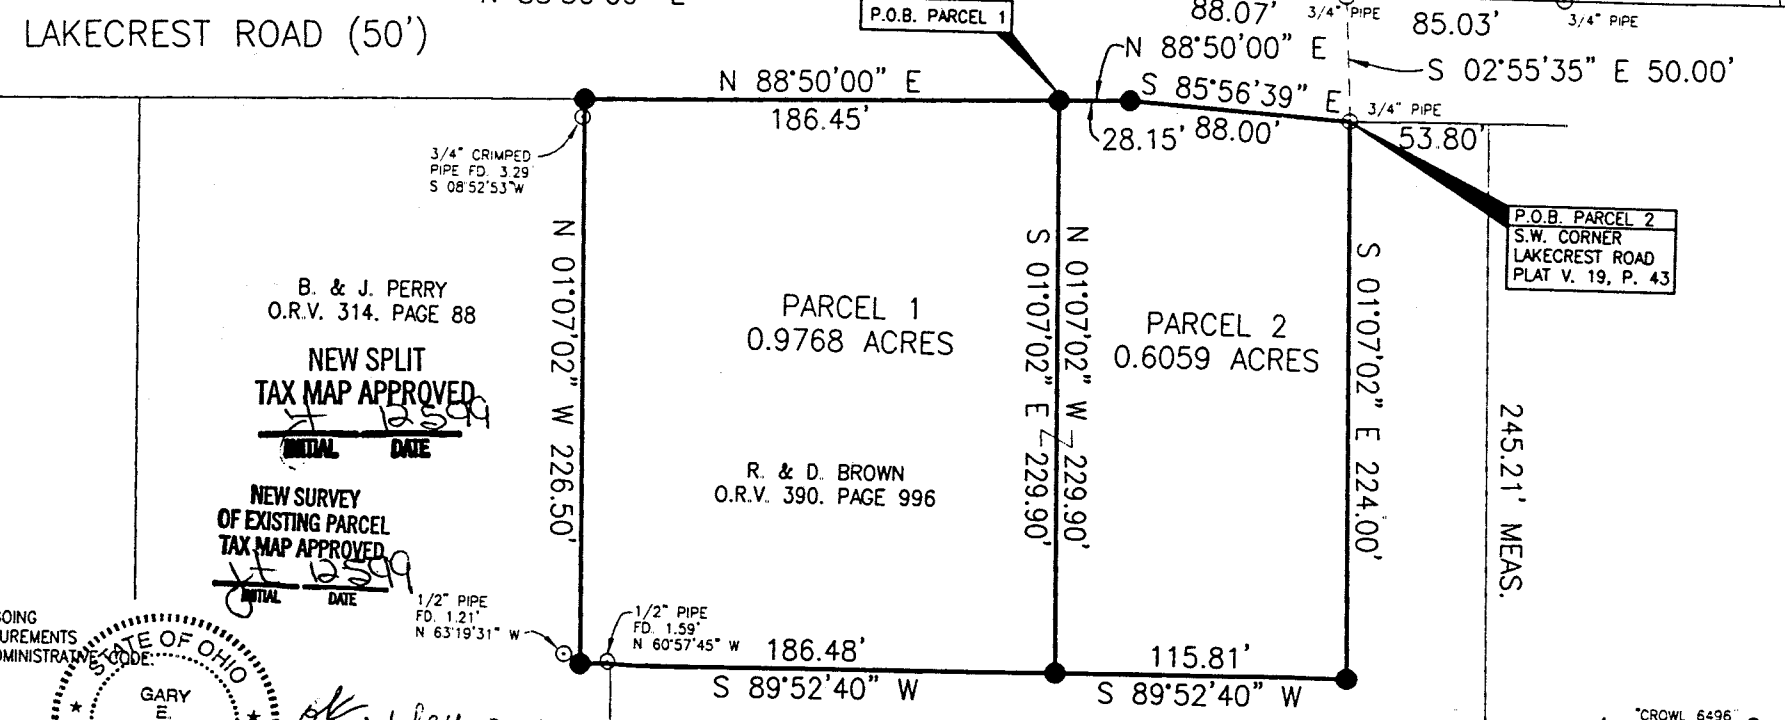 LAKECREST ROAD (50')
P.O.B. PARCEL 1
88.07'
3/4" PIPE
85.03'
3/4" PIPE
N 88°50'00" E
S 02°55'35" E 50.00'
N 88°50'00" E
186.45'
S 85°56'39" E
28.15'
88.00'
3/4" PIPE
53.80'
3/4" CRIMPED
PIPE FD. 3.29'
S 08°52'53"W
P.O.B. PARCEL 2
S.W. CORNER
LAKECREST ROAD
PLAT V. 19, P. 43
N 01°07'02" W 226.50'
S 01°07'02" E 229.90'
N 01°07'02" W 229.90'
S 01°07'02" E 224.00'
245.21' MEAS.
B. & J. PERRY
O.R.V. 314. PAGE 88
PARCEL 1
0.9768 ACRES
PARCEL 2
0.6059 ACRES
NEW SPLIT
TAX MAP APPROVED
12 5 99
INITIAL DATE
R. & D. BROWN
O.R.V. 390. PAGE 996
NEW SURVEY
OF EXISTING PARCEL
TAX MAP APPROVED
12 5 99
INITIAL DATE
1/2" PIPE
FD. 1.21'
N 63°19'31" W
1/2" PIPE
FD. 1.59'
N 60°57'45" W
186.48'
S 89°52'40" W
115.81'
S 89°52'40" W
CODE.
STATE OF OHIO
GARY
E.
"CROWL 6496"